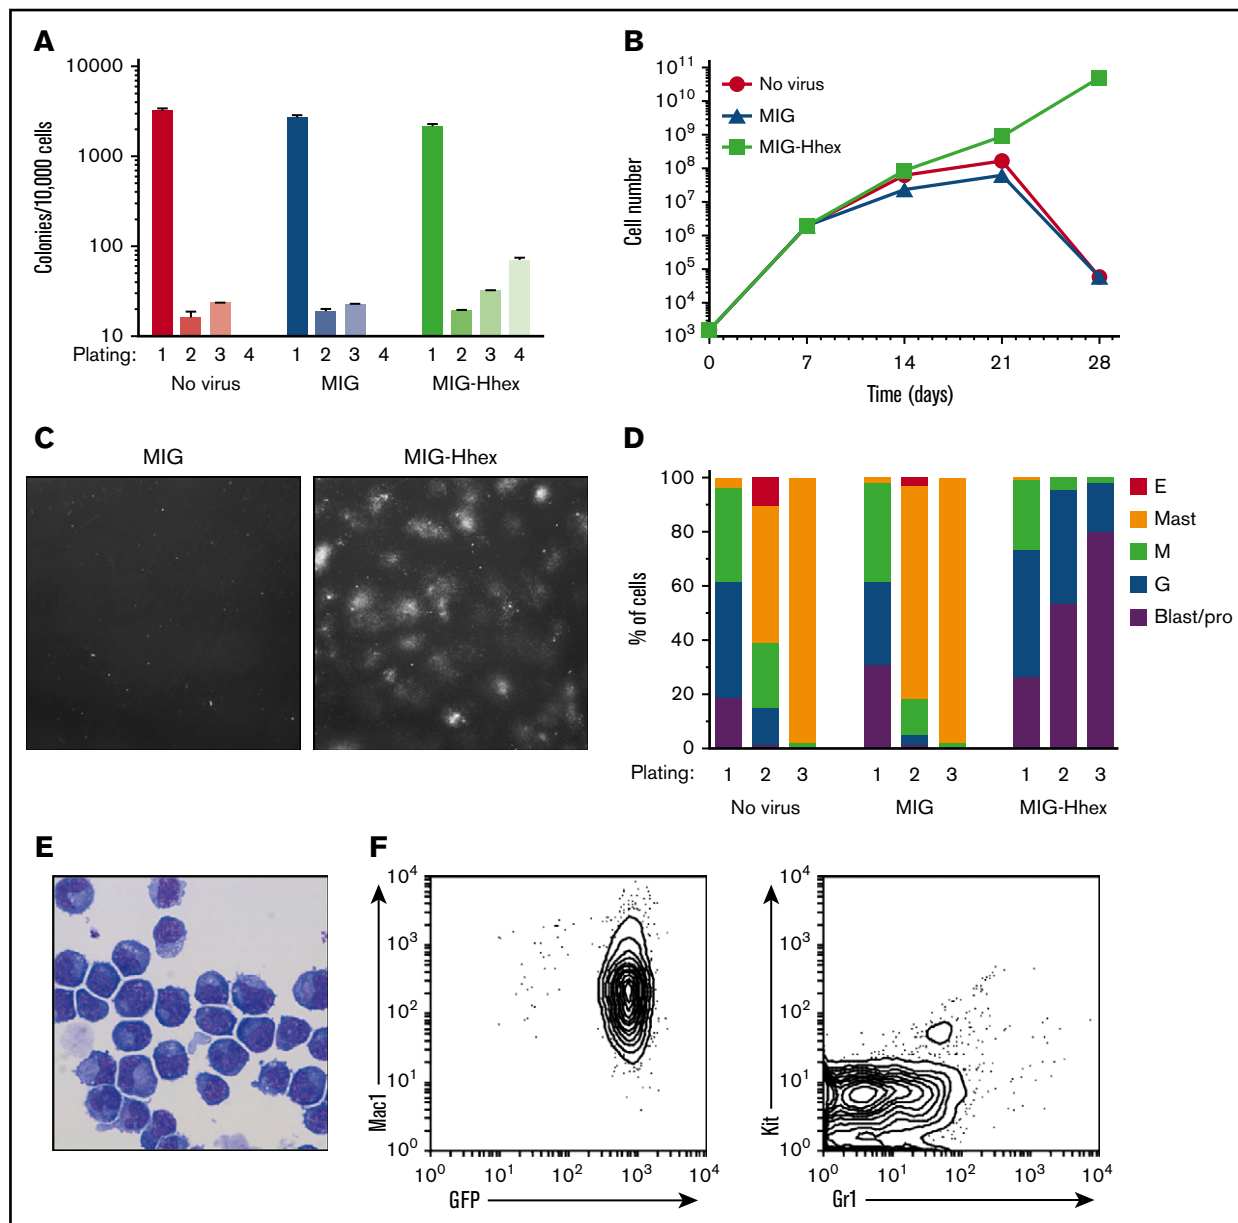 A
10000
1000
100
10
Colonies/10,000 cells
Plating: 1 2 3 4 1 2 3 4 1 2 3 4
No virus MIG MIG-Hhex
B
10^11
10^10
10^9
10^8
10^7
10^6
10^5
10^4
10^3
Cell number
No virus
MIG
MIG-Hhex
0 7 14 21 28
Time (days)
C
MIG MIG-Hhex
D
100
80
60
40
20
0
% of cells
E
Mast
M
G
Blast/pro
Plating: 1 2 3 1 2 3 1 2 3
No virus MIG MIG-Hhex
E
F
10^4
10^3
10^2
10^1
10^0
Mac1
10^0 10^1 10^2 10^3 10^4
GFP
10^4
10^3
10^2
10^1
10^0
Kit
10^0 10^1 10^2 10^3 10^4
Gr1